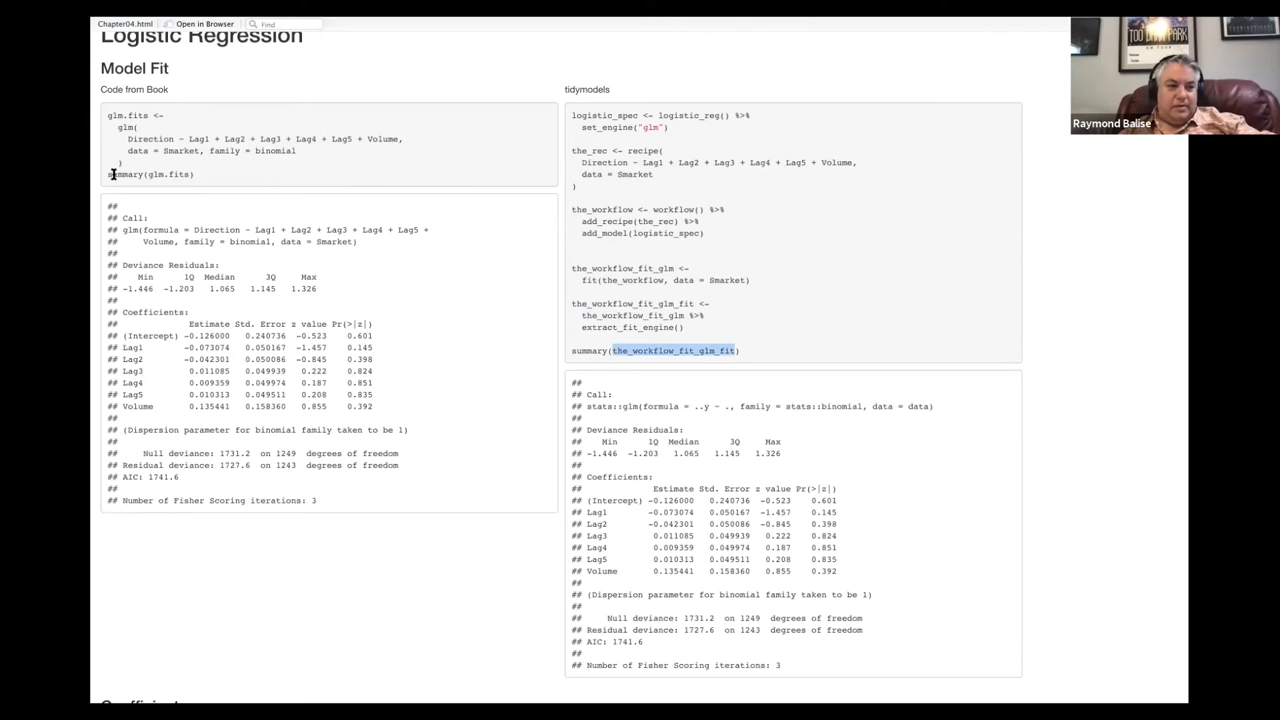 Chapter04.html
Open in Browser
Find
Logistic Regression
Model Fit
Code from Book
glm.fits <-
glm(
Direction ~ Lag1 + Lag2 + Lag3 + Lag4 + Lag5 + Volume,
data = Smarket, family = binomial
)
summary(glm.fits)
##
## Call:
## glm(formula = Direction ~ Lag1 + Lag2 + Lag3 + Lag4 + Lag5 +
## Volume, family = binomial, data = Smarket)
##
## Deviance Residuals:
## Min 1Q Median 3Q Max
## -1.446 -1.203 1.065 1.145 1.326
##
## Coefficients:
## Estimate Std. Error z value Pr(>|z|)
## (Intercept) -0.126000 0.240736 -0.523 0.601
## Lag1 -0.073074 0.050167 -1.457 0.145
## Lag2 -0.042301 0.050086 -0.845 0.398
## Lag3 0.011085 0.049939 0.222 0.824
## Lag4 0.009359 0.049974 0.187 0.851
## Lag5 0.010313 0.049511 0.208 0.835
## Volume 0.135441 0.158360 0.855 0.392
##
## (Dispersion parameter for binomial family taken to be 1)
##
## Null deviance: 1731.2 on 1249 degrees of freedom
## Residual deviance: 1727.6 on 1243 degrees of freedom
## AIC: 1741.6
##
## Number of Fisher Scoring iterations: 3
tidymodels
logistic_spec <- logistic_reg() %>%
set_engine("glm")
the_rec <- recipe(
Direction ~ Lag1 + Lag2 + Lag3 + Lag4 + Lag5 + Volume,
data = Smarket
)
the_workflow <- workflow() %>%
add_recipe(the_rec) %>%
add_model(logistic_spec)
the_workflow_fit_glm <-
fit(the_workflow, data = Smarket)
the_workflow_fit_glm_fit <-
the_workflow_fit_glm %>%
extract_fit_engine()
summary(the_workflow_fit_glm_fit)
##
## Call:
## stats::glm(formula = ..y ~ ., family = stats::binomial, data = data)
##
## Deviance Residuals:
## Min 1Q Median 3Q Max
## -1.446 -1.203 1.065 1.145 1.326
##
## Coefficients:
## Estimate Std. Error z value Pr(>|z|)
## (Intercept) -0.126000 0.240736 -0.523 0.601
## Lag1 -0.073074 0.050167 -1.457 0.145
## Lag2 -0.042301 0.050086 -0.845 0.398
## Lag3 0.011085 0.049939 0.222 0.824
## Lag4 0.009359 0.049974 0.187 0.851
## Lag5 0.010313 0.049511 0.208 0.835
## Volume 0.135441 0.158360 0.855 0.392
##
## (Dispersion parameter for binomial family taken to be 1)
##
## Null deviance: 1731.2 on 1249 degrees of freedom
## Residual deviance: 1727.6 on 1243 degrees of freedom
## AIC: 1741.6
##
## Number of Fisher Scoring iterations: 3
Raymond Balise